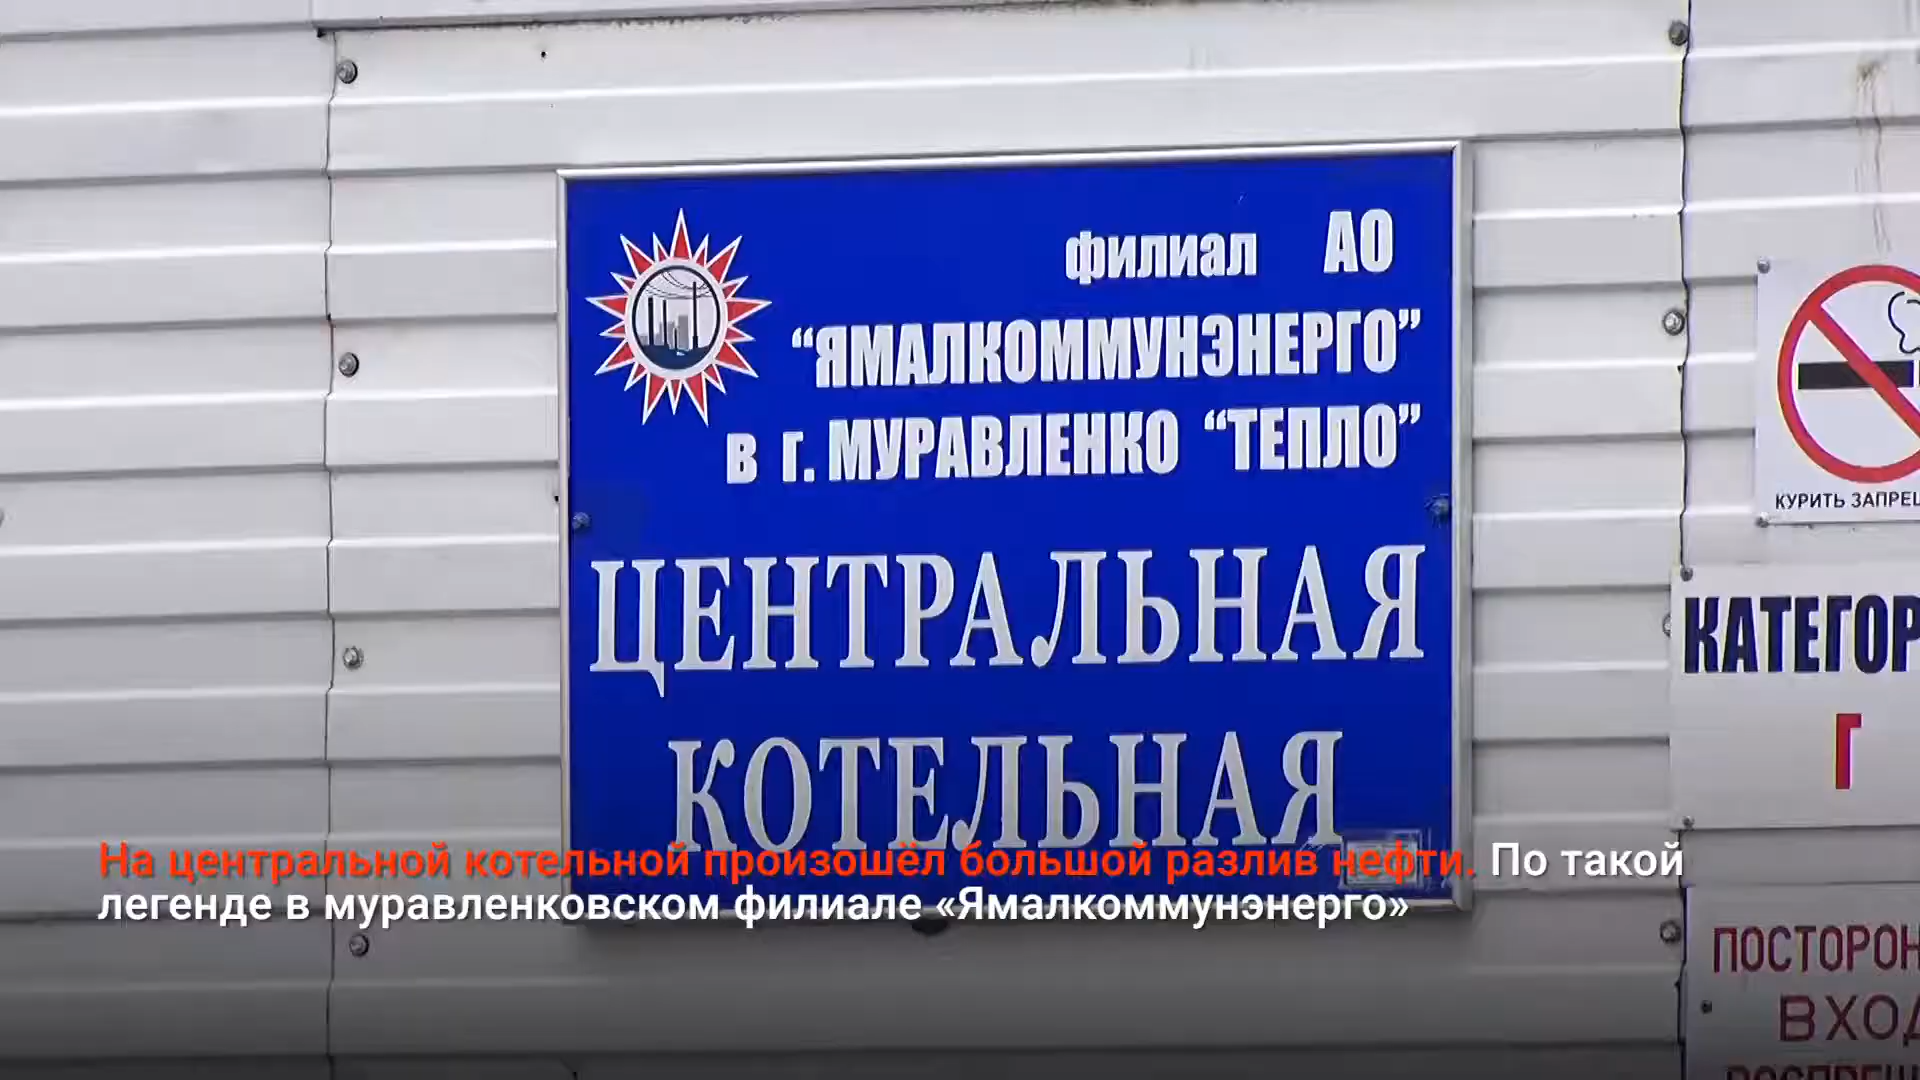 филиал АО
“ЯМАЛКОММУНЭНЕРГО”
в г. МУРАВЛЕНКО “ТЕПЛО”
ЦЕНТРАЛЬНАЯ
КОТЕЛЬНАЯ
КУРИТЬ ЗАПРЕЩ
КАТЕГОР
Г
ПОСТОРОН
ВХОД
На центральной котельной произошёл большой разлив нефти. По такой
легенде в муравленковском филиале «Ямалкоммунэнерго»